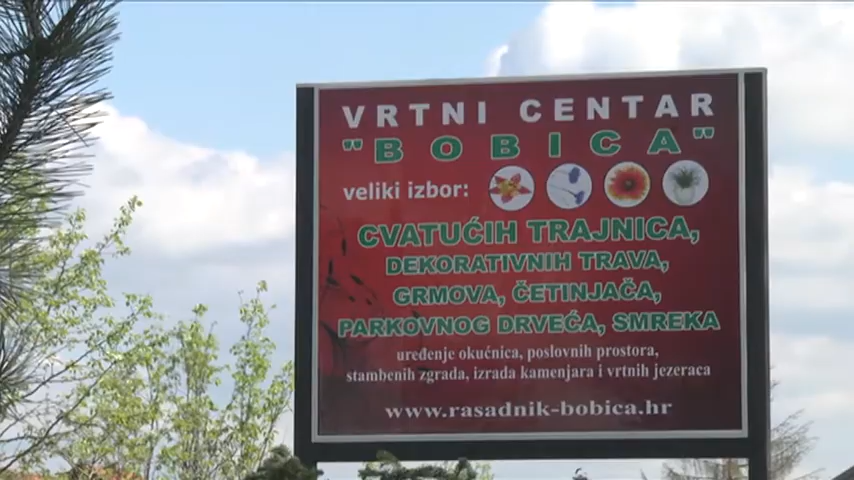 VRTNI CENTAR
"BOBICA"
veliki izbor:
CVATUĆIH TRAJNICA,
DEKORATIVNIH TRAVA,
GRMOVA, ČETINJAČA,
PARKOVNOG DRVEĆA, SMREKA
uređenje okućnica, poslovnih prostora,
stambenih zgrada, izrada kamenjara i vrtnih jezeraca
www.rasadnik-bobica.hr